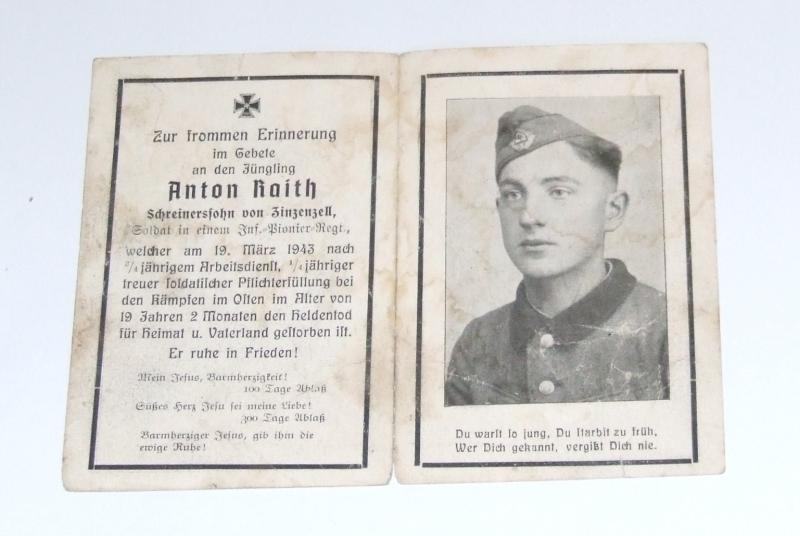 Zur frommen Erinnerung
im Gebete
an den Jüngling
Anton Raith
Schreinerssohn von Zinzenzell,
Soldat in einem Inf.-Pionier-Regt.,
welcher am 19. März 1943 nach
2/4 jährigem Arbeitsdienst, 1/4 jähriger
treuer soldatischer Pflichterfüllung bei
den Kämpfen im Osten im Alter von
19 Jahren 2 Monaten den Heldentod
für Heimat u. Vaterland gestorben ist.
Er ruhe in Frieden!
Mein Jesus, Barmherzigkeit!
100 Tage Ablaß
Süßes Herz Jesu sei meine Liebe!
300 Tage Ablaß
Barmherziger Jesus, gib ihm die
ewige Ruhe!
Du warst so jung, Du starbst zu früh,
Wer Dich gekannt, vergißt Dich nie.